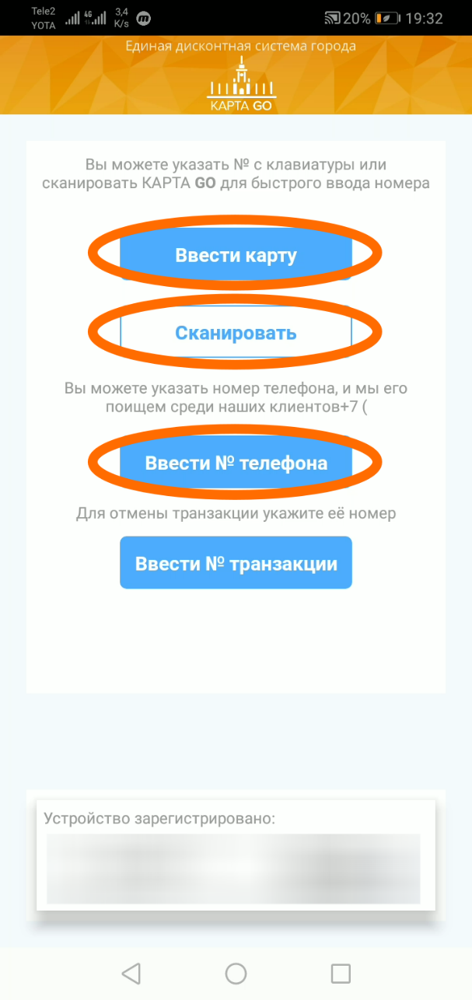 Tele2
YOTA
4G
3,4
K/s
20%
19:32
Единая дисконтная система города
КАРТА GO
Вы можете указать № с клавиатуры или
сканировать КАРТА GO для быстрого ввода номера
Ввести карту
Сканировать
Вы можете указать номер телефона, и мы его
поищем среди наших клиентов+7 (
Ввести № телефона
Для отмены транзакции укажите её номер
Ввести № транзакции
Устройство зарегистрировано: